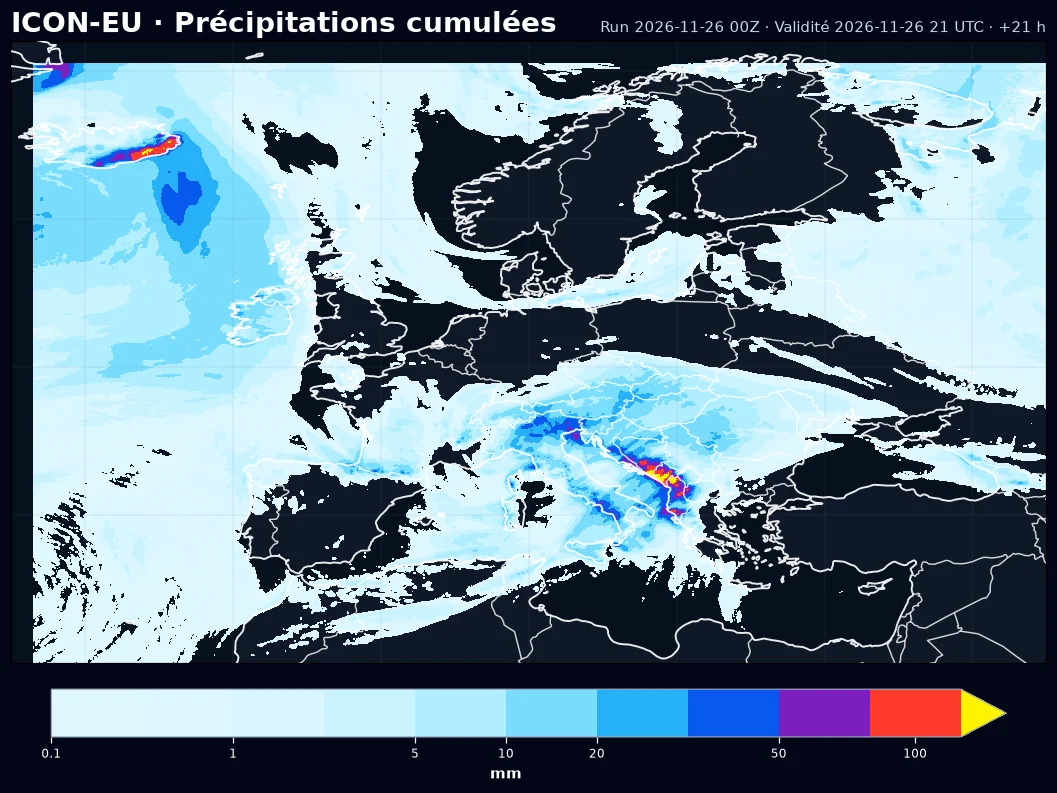 ICON-EU · Précipitations cumulées
Run 2026-11-26 00Z · Validité 2026-11-26 21 UTC · +21 h
0.1 1 5 10 20 50 100
mm